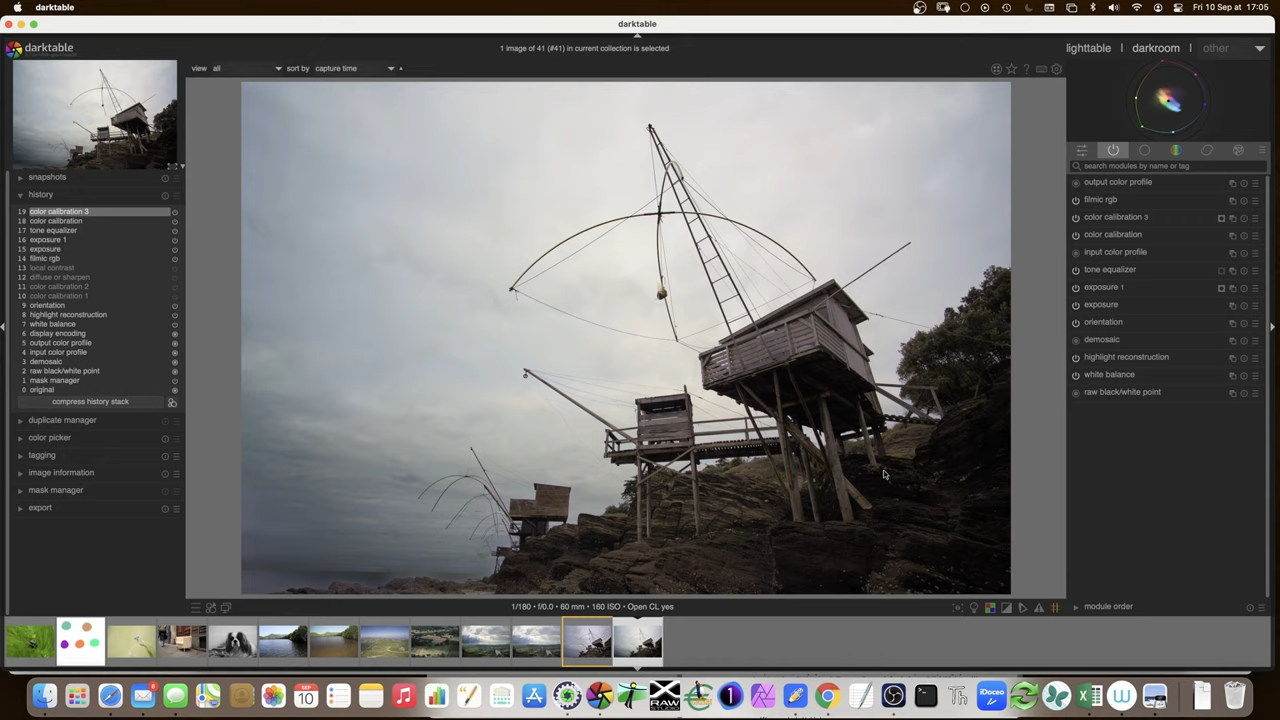 darktable
Fri 10 Sep at 17:05
darktable
darktable
1 image of 41 (#41) in current collection is selected
lighttable | darkroom | other
view all sort by capture time
search modules by name or tag
snapshots
history
19 color calibration 3
18 color calibration
17 tone equalizer
16 exposure 1
15 exposure
14 filmic rgb
13 local contrast
12 diffuse or sharpen
11 color calibration 2
10 color calibration 1
9 orientation
8 highlight reconstruction
7 white balance
6 display encoding
5 output color profile
4 input color profile
3 demosaic
2 raw black/white point
1 mask manager
0 original
compress history stack
duplicate manager
color picker
tagging
image information
mask manager
export
output color profile
filmic rgb
color calibration 3
color calibration
input color profile
tone equalizer
exposure 1
exposure
orientation
demosaic
highlight reconstruction
white balance
raw black/white point
module order
1/180 • f/0.0 • 60 mm • 160 ISO • Open CL yes
SEP
10
RAW
iDoceo